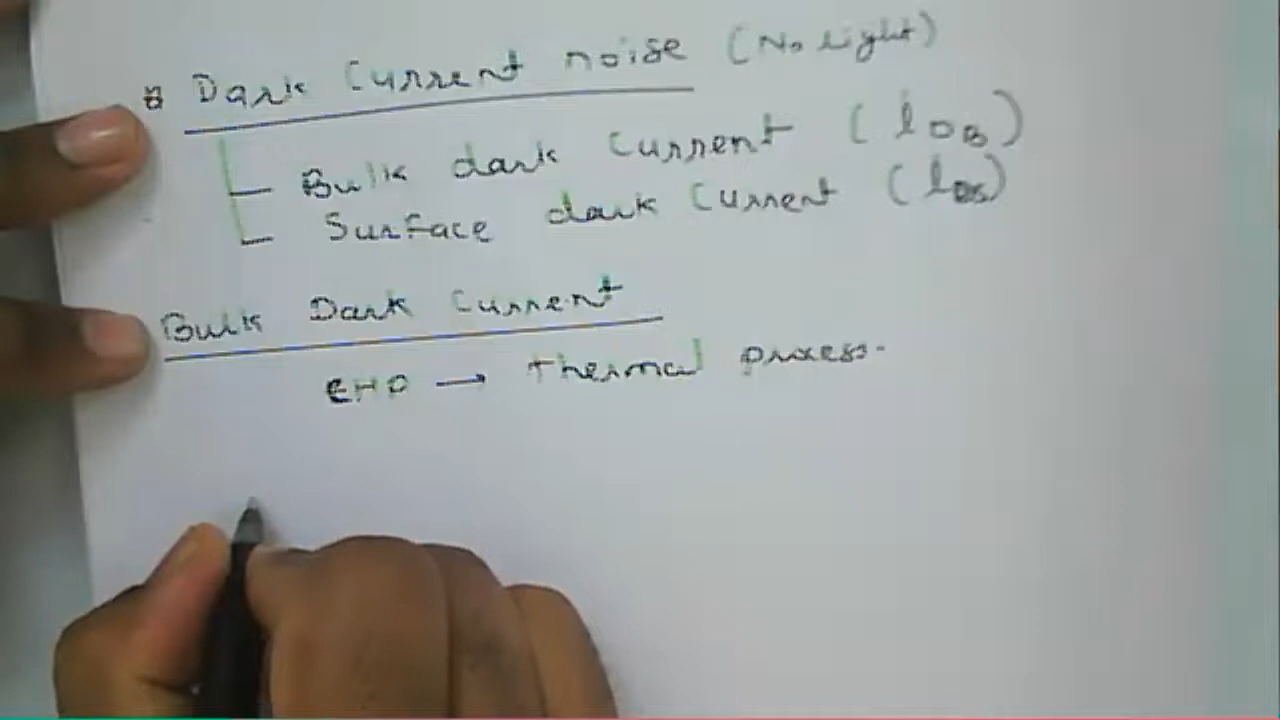 Dark Current noise (No light)
Bulk dark Current (iDB)
Surface dark Current (iDS)
Bulk Dark Current
EHP → thermal process.